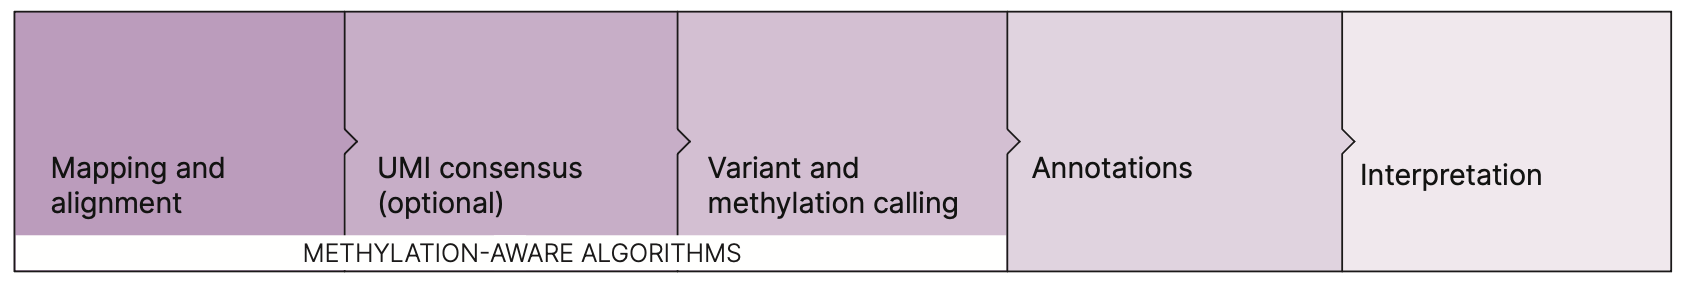 Mapping and
alignment
UMI consensus
(optional)
Variant and
methylation calling
Annotations
Interpretation
METHYLATION-AWARE ALGORITHMS